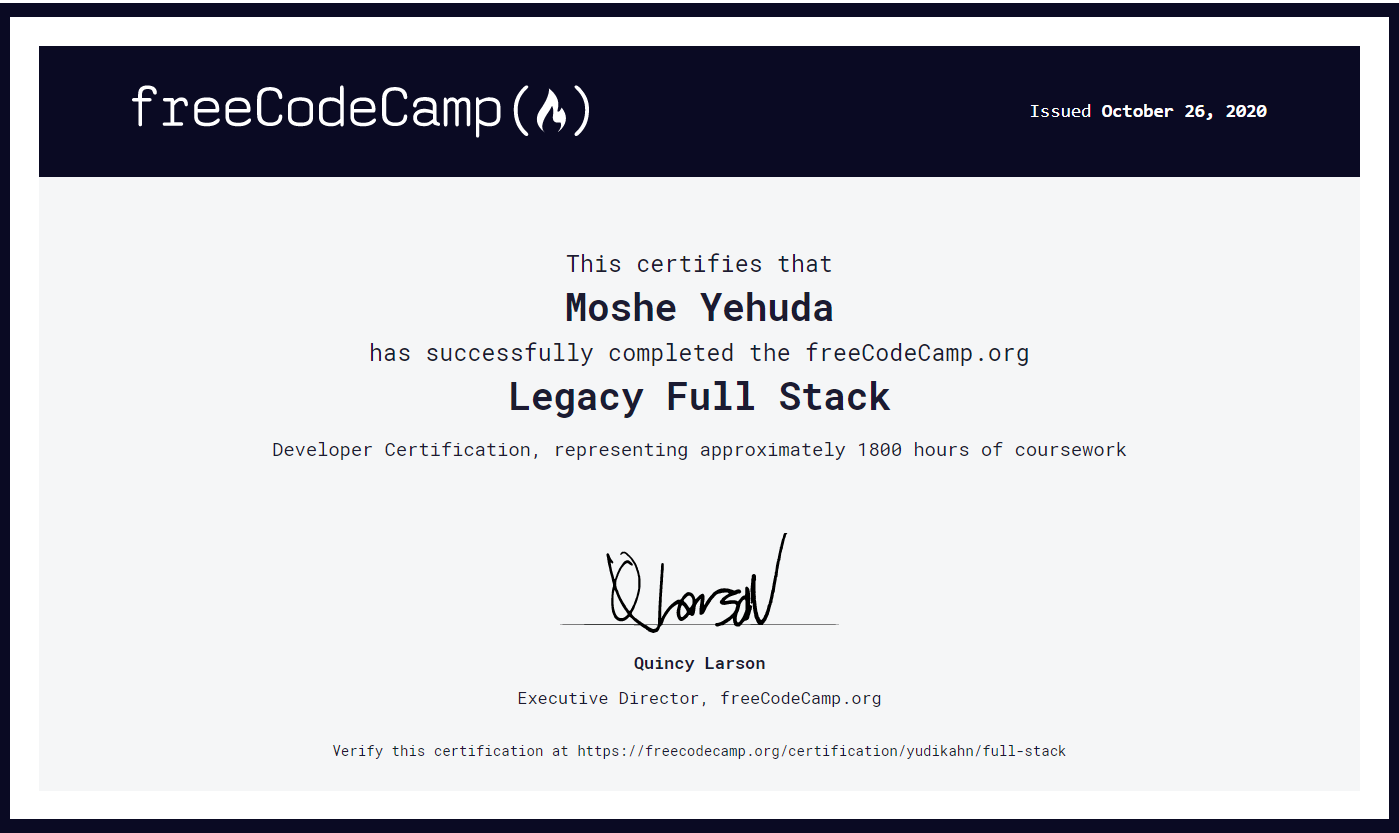 freeCodeCamp
Issued October 26, 2020
This certifies that
Moshe Yehuda
has successfully completed the freeCodeCamp.org
Legacy Full Stack
Developer Certification, representing approximately 1800 hours of coursework
Q Larson
Quincy Larson
Executive Director, freeCodeCamp.org
Verify this certification at https://freecodecamp.org/certification/yudikahn/full-stack